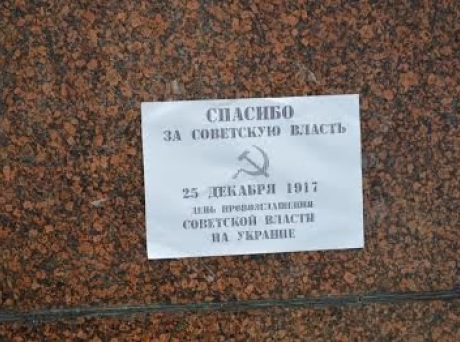 СПАСИБО
ЗА СОВЕТСКУЮ ВЛАСТЬ
25 ДЕКАБРЯ 1917
ДЕНЬ ПРОВОЗГЛАШЕНИЯ
СОВЕТСКОЙ ВЛАСТИ
НА УКРАИНЕ